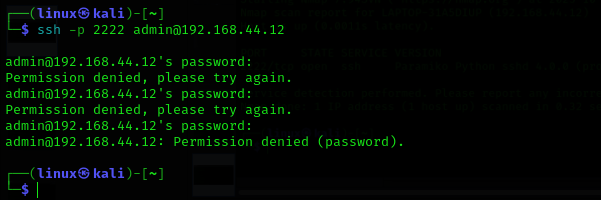 ┌──(linux㉿kali)-[~]
└─$ ssh -p 2222 admin@192.168.44.12
admin@192.168.44.12's password:
Permission denied, please try again.
admin@192.168.44.12's password:
Permission denied, please try again.
admin@192.168.44.12's password:
admin@192.168.44.12: Permission denied (password).
┌──(linux㉿kali)-[~]
└─$